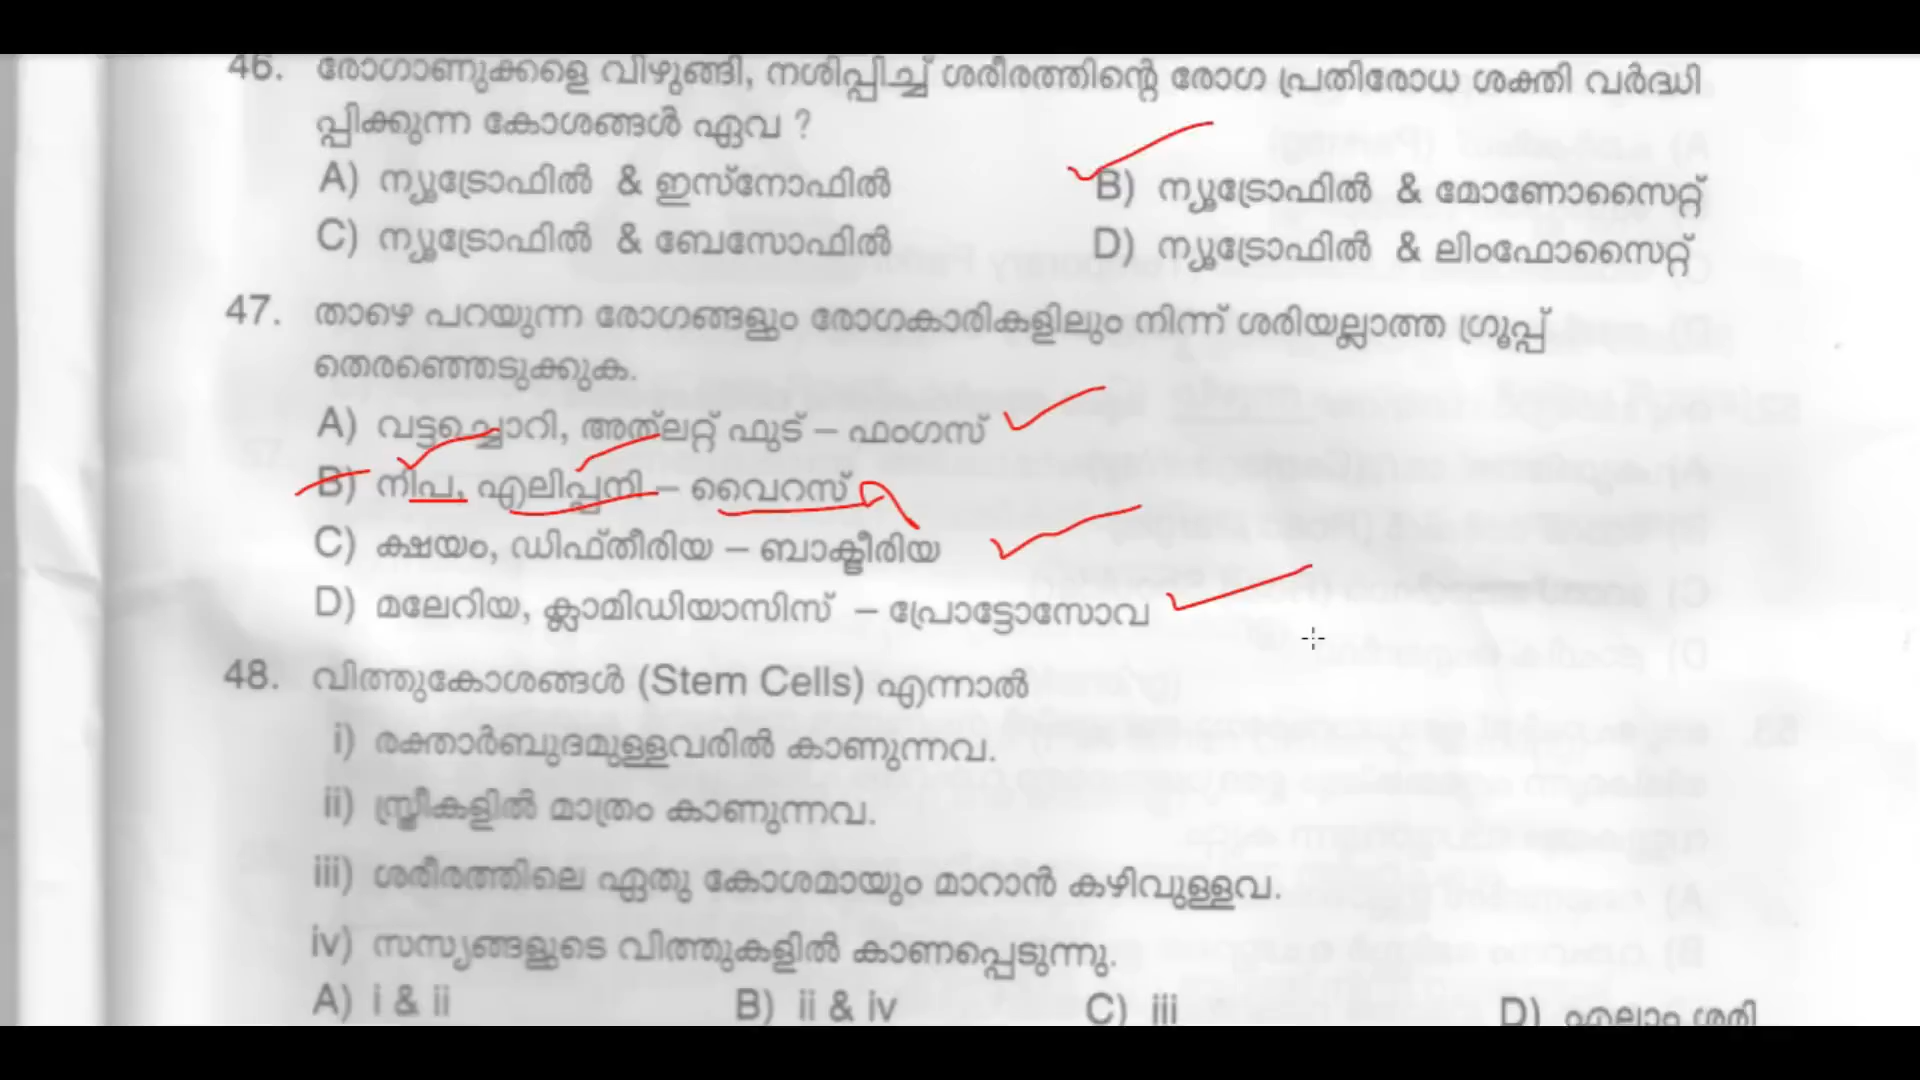 46. രോഗാണുക്കളെ വിഴുങ്ങി, നശിപ്പിച്ച് ശരീരത്തിന്റെ രോഗ പ്രതിരോധ ശക്തി വർദ്ധി
പ്പിക്കുന്ന കോശങ്ങൾ ഏവ ?
A) ന്യൂട്രോഫിൽ & ഇസ്നോഫിൽ B) ന്യൂട്രോഫിൽ & മോണോസൈറ്റ്
C) ന്യൂട്രോഫിൽ & ബേസോഫിൽ D) ന്യൂട്രോഫിൽ & ലിംഫോസൈറ്റ്
47. താഴെ പറയുന്ന രോഗങ്ങളും രോഗകാരികളിലും നിന്ന് ശരിയല്ലാത്ത ഗ്രൂപ്പ്
തെരഞ്ഞെടുക്കുക.
A) വട്ടച്ചൊറി, അത്‌ലറ്റ് ഫുട് – ഫംഗസ്
B) നിപ, എലിപ്പനി – വൈറസ്
C) ക്ഷയം, ഡിഫ്തീരിയ – ബാക്ടീരിയ
D) മലേറിയ, ക്ലാമിഡിയാസിസ് – പ്രോട്ടോസോവ
48. വിത്തുകോശങ്ങൾ (Stem Cells) എന്നാൽ
i) രക്താർബുദമുള്ളവരിൽ കാണുന്നവ.
ii) സ്ത്രീകളിൽ മാത്രം കാണുന്നവ.
iii) ശരീരത്തിലെ ഏതു കോശമായും മാറാൻ കഴിവുള്ളവ.
iv) സസ്യങ്ങളുടെ വിത്തുകളിൽ കാണപ്പെടുന്നു.
A) i & ii B) ii & iv C) iii D) എല്ലാം ശരി